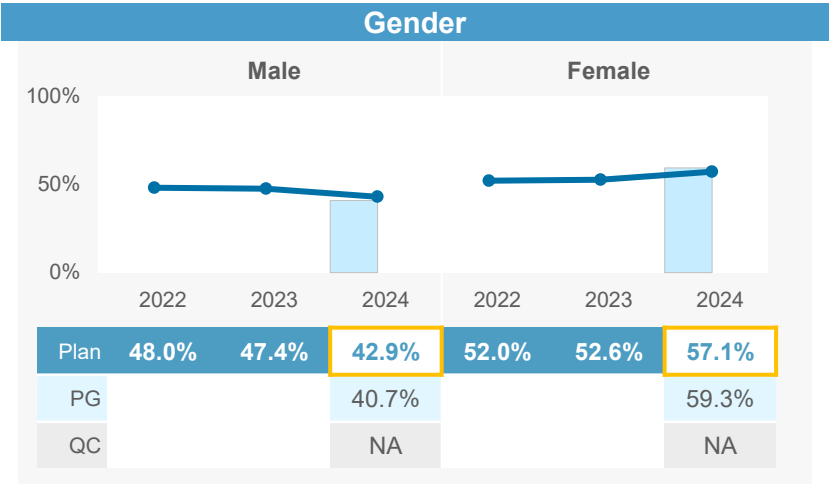 Gender
Male Female
100%
50%
0%
2022 2023 2024 2022 2023 2024
Plan 48.0% 47.4% 42.9% 52.0% 52.6% 57.1%
PG 40.7% 59.3%
QC NA NA